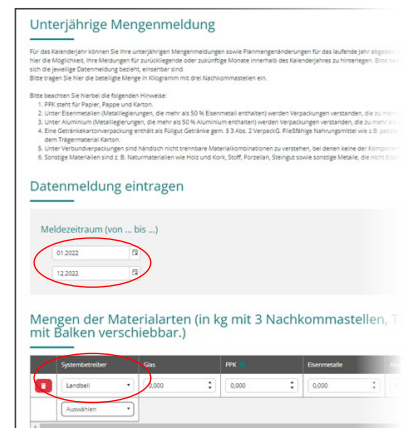 Unterjährige Mengenmeldung
Für das Kalenderjahr können Sie Ihre unterjährigen Mengenmeldungen sowie Planmengenänderungen für das laufende Jahr abgeben.
hier die Möglichkeit, Ihre Meldungen für zurückliegende oder zukünftige Monate innerhalb des Kalenderjahres zu hinterlegen. Bitte
sich die jeweilige Datenmeldung bezieht, einsehbar sind.
Bitte tragen Sie hier die beteiligte Menge in Kilogramm mit drei Nachkommastellen ein.
Bitte beachten Sie hierbei die folgenden Hinweise:
1. PPK steht für Papier, Pappe und Karton.
2. Unter Eisenmetallen (Metalllegierungen, die mehr als 50 % Eisenmetall enthalten) werden Verpackungen verstanden, die zu
3. Unter Aluminium (Metalllegierungen, die mehr als 50 % Aluminium enthalten) werden Verpackungen verstanden, die zu
4. Eine Getränkekartonverpackung enthält als Füllgut Getränke gem. § 3 Abs. 2 VerpackG. Fließfähige Nahrungsmittel wie z.B.
dem Trägermaterial Karton.
5. Unter Verbundverpackungen sind händisch nicht trennbare Materialkombinationen zu verstehen, bei denen keine der
6. Sonstige Materialien sind z. B. Naturmaterialien wie Holz und Kork, Stoff, Porzellan, Steingut sowie sonstige Metalle, die nicht
Datenmeldung eintragen
Meldezeitraum (von ... bis ...)
01.2022
12.2022
Mengen der Materialarten (in kg mit 3 Nachkommastellen,
mit Balken verschiebbar.)
Systembetreiber Glas PPK Eisenmetalle
Landbell 0,000 0,000 0,000
Auswählen